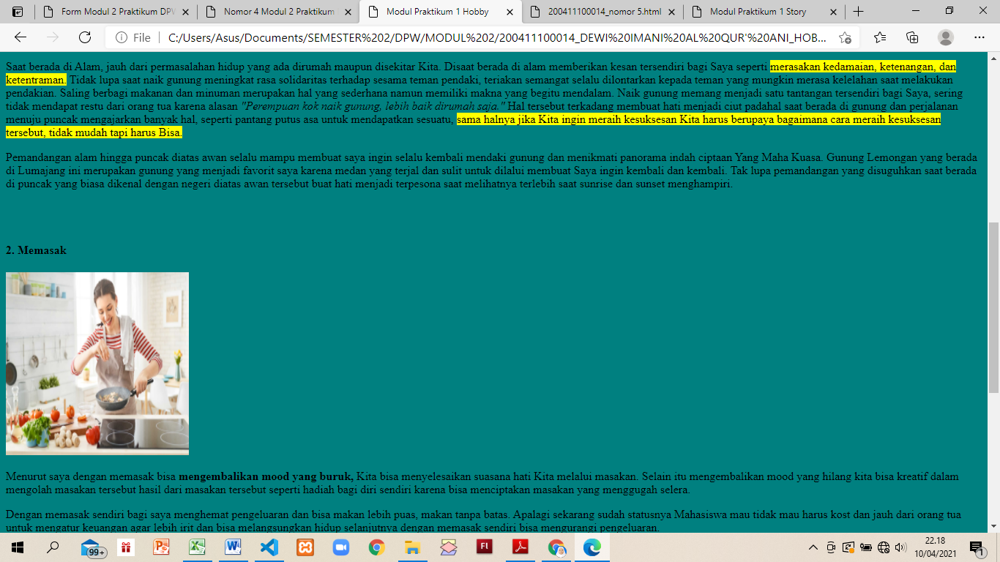 Form Modul 2 Praktikum DPW
Nomor 4 Modul 2 Praktikum
Modul Praktikum 1 Hobby
200411100014_nomor 5.html
Modul Praktikum 1 Story
File
C:/Users/Asus/Documents/SEMESTER%202/DPW/MODUL%202/200411100014_DEWI%20IMANI%20AL%20QUR'%20ANI_HOB...
Saat berada di Alam, jauh dari permasalahan hidup yang ada dirumah maupun disekitar Kita. Disaat berada di alam memberikan kesan tersendiri bagi Saya seperti merasakan kedamaian, ketenangan, dan
ketentraman. Tidak lupa saat naik gunung meningkat rasa solidaritas terhadap sesama teman pendaki, teriakan semangat selalu dilontarkan kepada teman yang mungkin merasa kelelahan saat melakukan
pendakian. Saling berbagi makanan dan minuman merupakan hal yang sederhana namun memiliki makna yang begitu mendalam. Naik gunung memang menjadi satu tantangan tersendiri bagi Saya, sering
tidak mendapat restu dari orang tua karena alasan "Perempuan kok naik gunung, lebih baik dirumah saja." Hal tersebut terkadang membuat hati menjadi ciut padahal saat berada di gunung dan perjalanan
menuju puncak mengajarkan banyak hal, seperti pantang putus asa untuk mendapatkan sesuatu, sama halnya jika Kita ingin meraih kesuksesan Kita harus berupaya bagaimana cara meraih kesuksesan
tersebut, tidak mudah tapi harus Bisa.
Pemandangan alam hingga puncak diatas awan selalu mampu membuat saya ingin selalu kembali mendaki gunung dan menikmati panorama indah ciptaan Yang Maha Kuasa. Gunung Lemongan yang berada
di Lumajang ini merupakan gunung yang menjadi favorit saya karena medan yang terjal dan sulit untuk dilalui membuat Saya ingin kembali dan kembali. Tak lupa pemandangan yang disuguhkan saat berada
di puncak yang biasa dikenal dengan negeri diatas awan tersebut buat hati menjadi terpesona saat melihatnya terlebih saat sunrise dan sunset menghampiri.
2. Memasak
Menurut saya dengan memasak bisa mengembalikan mood yang buruk, Kita bisa menyelesaikan suasana hati Kita melalui masakan. Selain itu mengembalikan mood yang hilang kita bisa kreatif dalam
mengolah masakan tersebut hasil dari masakan tersebut seperti hadiah bagi diri sendiri karena bisa menciptakan masakan yang menggugah selera.
Dengan memasak sendiri bagi saya menghemat pengeluaran dan bisa makan lebih puas, makan tanpa batas. Apalagi sekarang sudah statusnya Mahasiswa mau tidak mau harus kost dan jauh dari orang tua
untuk mengatur keuangan agar lebih irit dan bisa melangsungkan hidup selanjutnya dengan memasak sendiri bisa mengurangi pengeluaran.
99+
Fl
22.18
10/04/2021
1